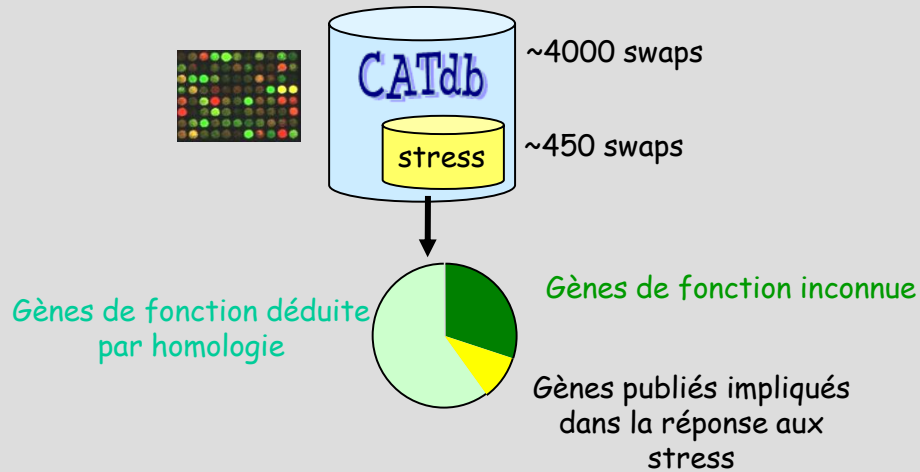 ~4000 swaps
CATdb
stress
~450 swaps
Gènes de fonction inconnue
Gènes de fonction déduite
par homologie
Gènes publiés impliqués
dans la réponse aux
stress